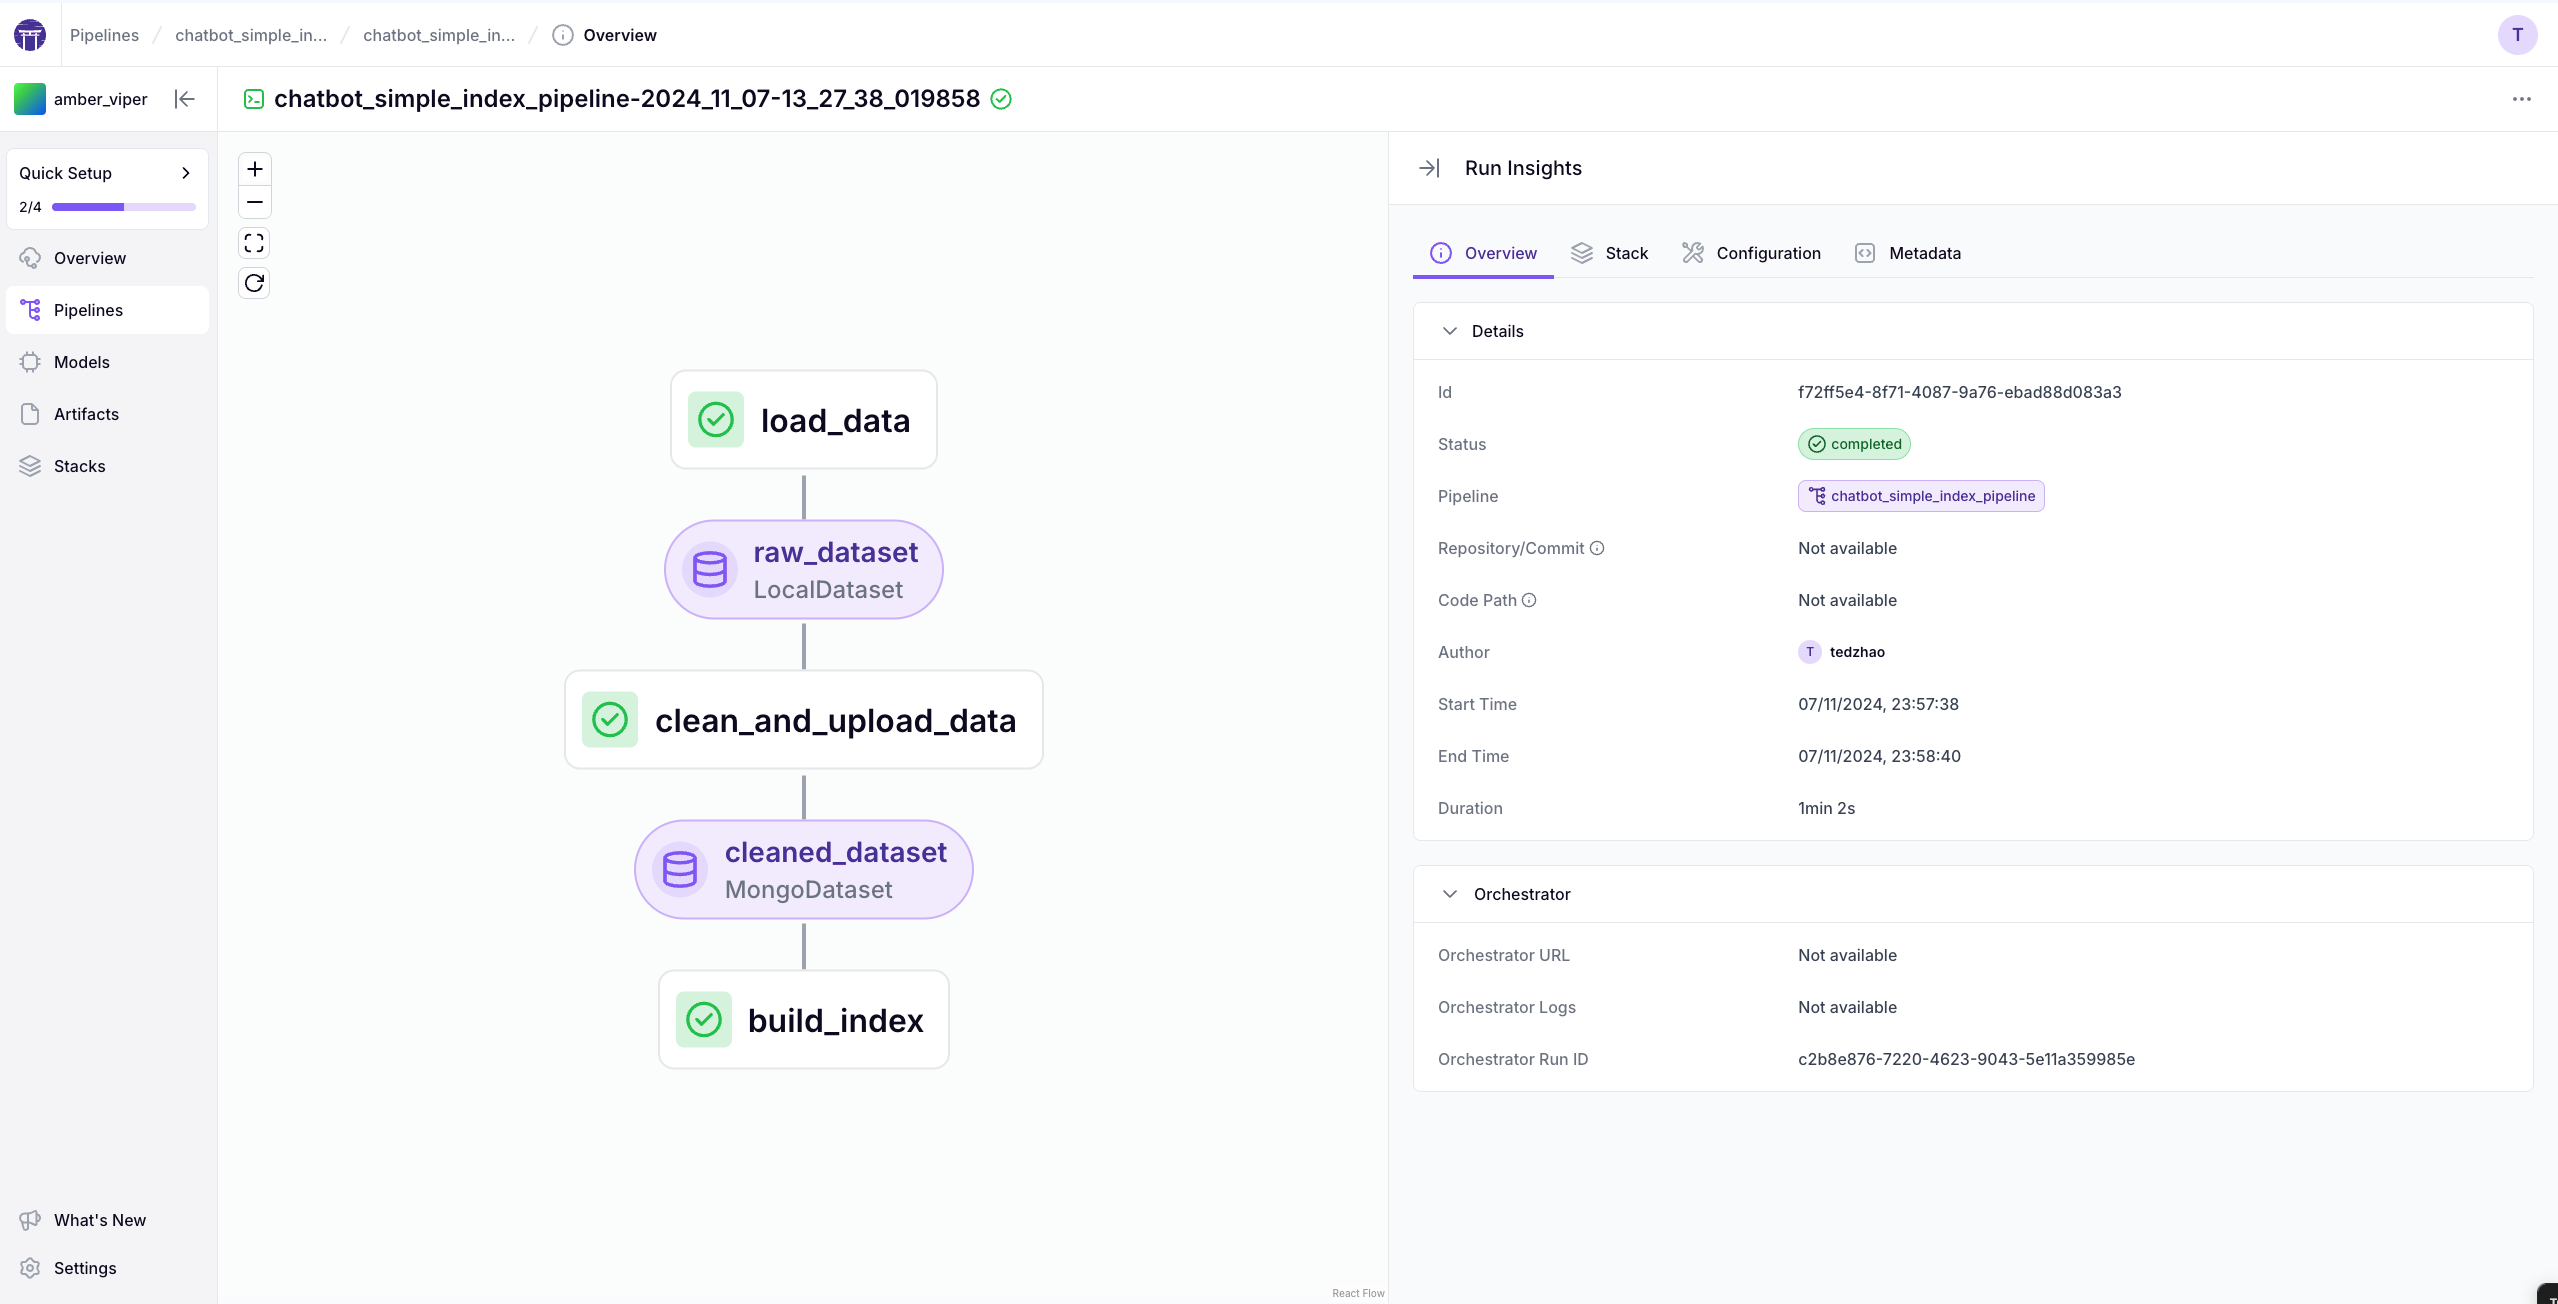 Pipelines / chatbot_simple_in... / chatbot_simple_in... / Overview
T
amber_viper
chatbot_simple_index_pipeline-2024_11_07-13_27_38_019858
Quick Setup
2/4
Overview
Pipelines
Models
Artifacts
Stacks
What's New
Settings
load_data
raw_dataset
LocalDataset
clean_and_upload_data
cleaned_dataset
MongoDataset
build_index
React Flow
Run Insights
Overview Stack Configuration Metadata
Details
Id f72ff5e4-8f71-4087-9a76-ebad88d083a3
Status completed
Pipeline chatbot_simple_index_pipeline
Repository/Commit Not available
Code Path Not available
Author T tedzhao
Start Time 07/11/2024, 23:57:38
End Time 07/11/2024, 23:58:40
Duration 1min 2s
Orchestrator
Orchestrator URL Not available
Orchestrator Logs Not available
Orchestrator Run ID c2b8e876-7220-4623-9043-5e11a359985e